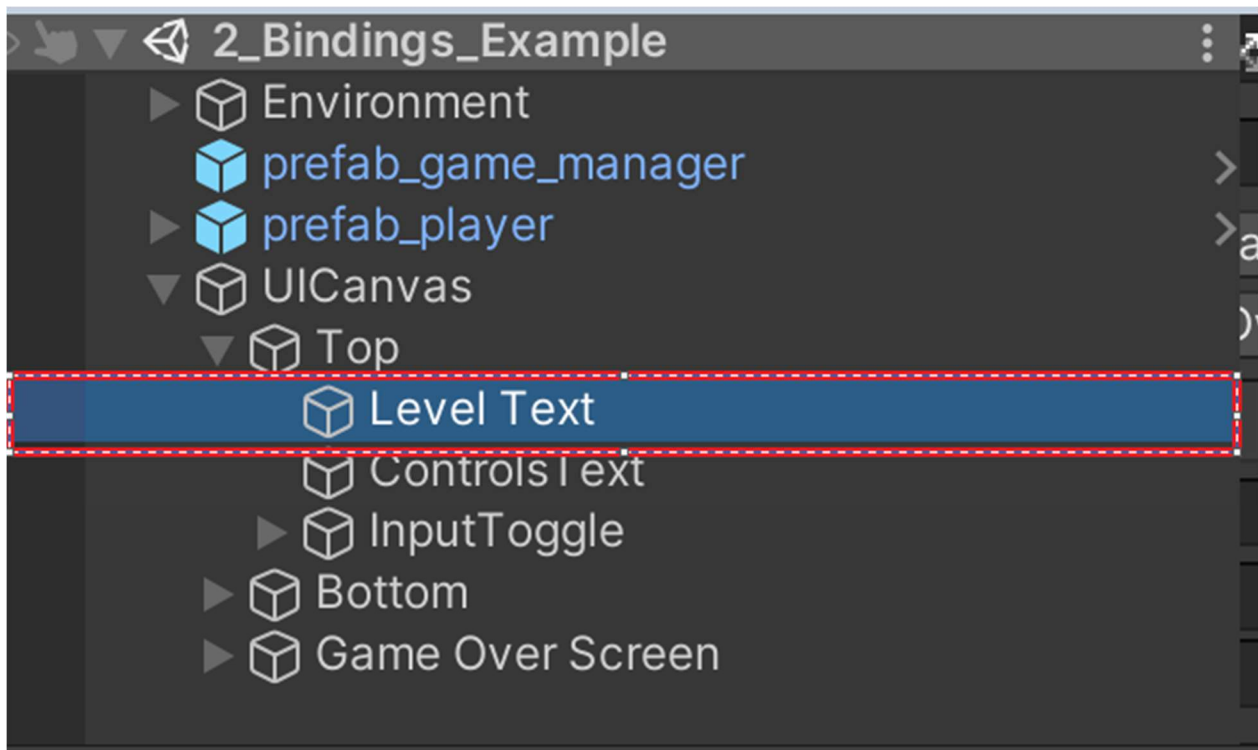 2_Bindings_Example
Environment
prefab_game_manager
prefab_player
UICanvas
Top
Level Text
ControlsText
InputToggle
Bottom
Game Over Screen